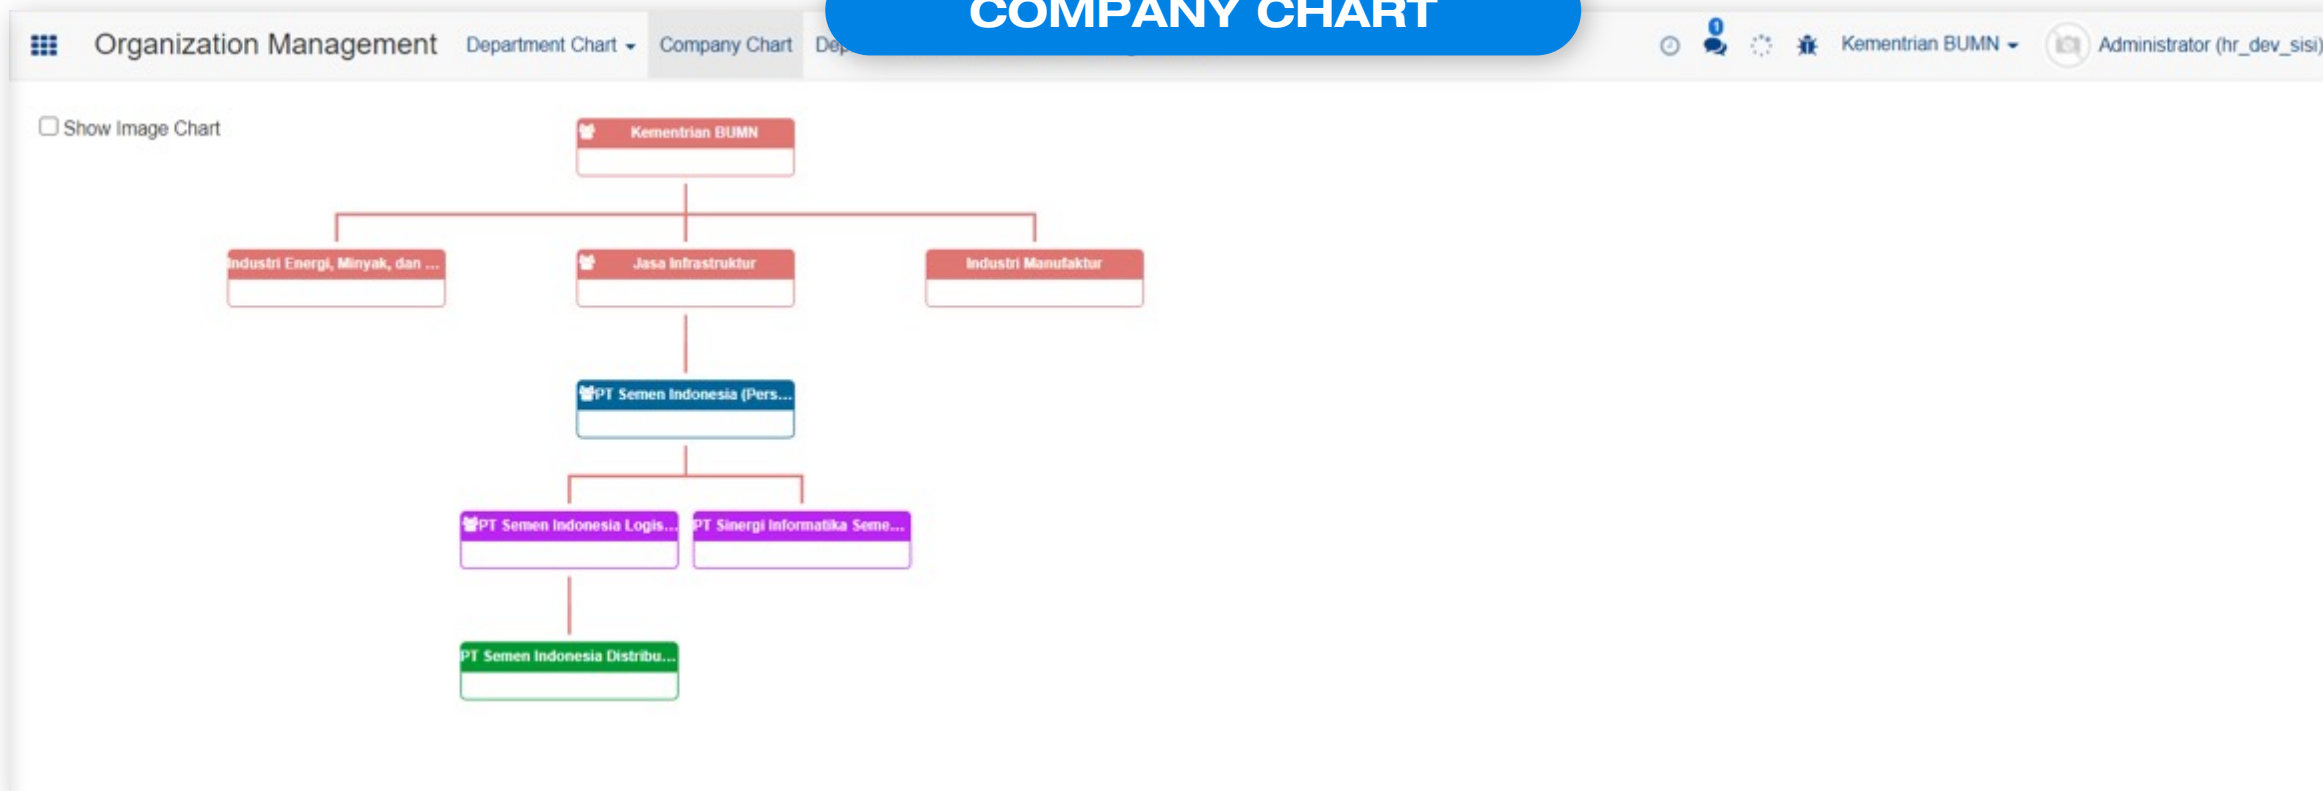 COMPANY CHART
Organization Management Department Chart Company Chart Kementrian BUMN Administrator (hr_dev_sisi)
1
Show Image Chart
Kementrian BUMN
Industri Energi, Minyak, dan ...
Jasa Infrastruktur
Industri Manufaktur
PT Semen Indonesia (Pers...
PT Semen Indonesia Logis...
PT Sinergi Informatika Seme...
PT Semen Indonesia Distribu...